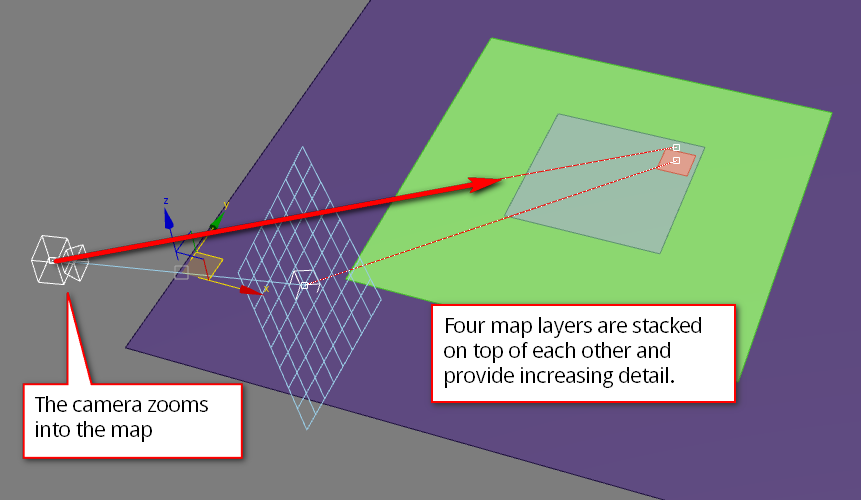 z
y
x
Four map layers are stacked
on top of each other and
provide increasing detail.
The camera zooms
into the map